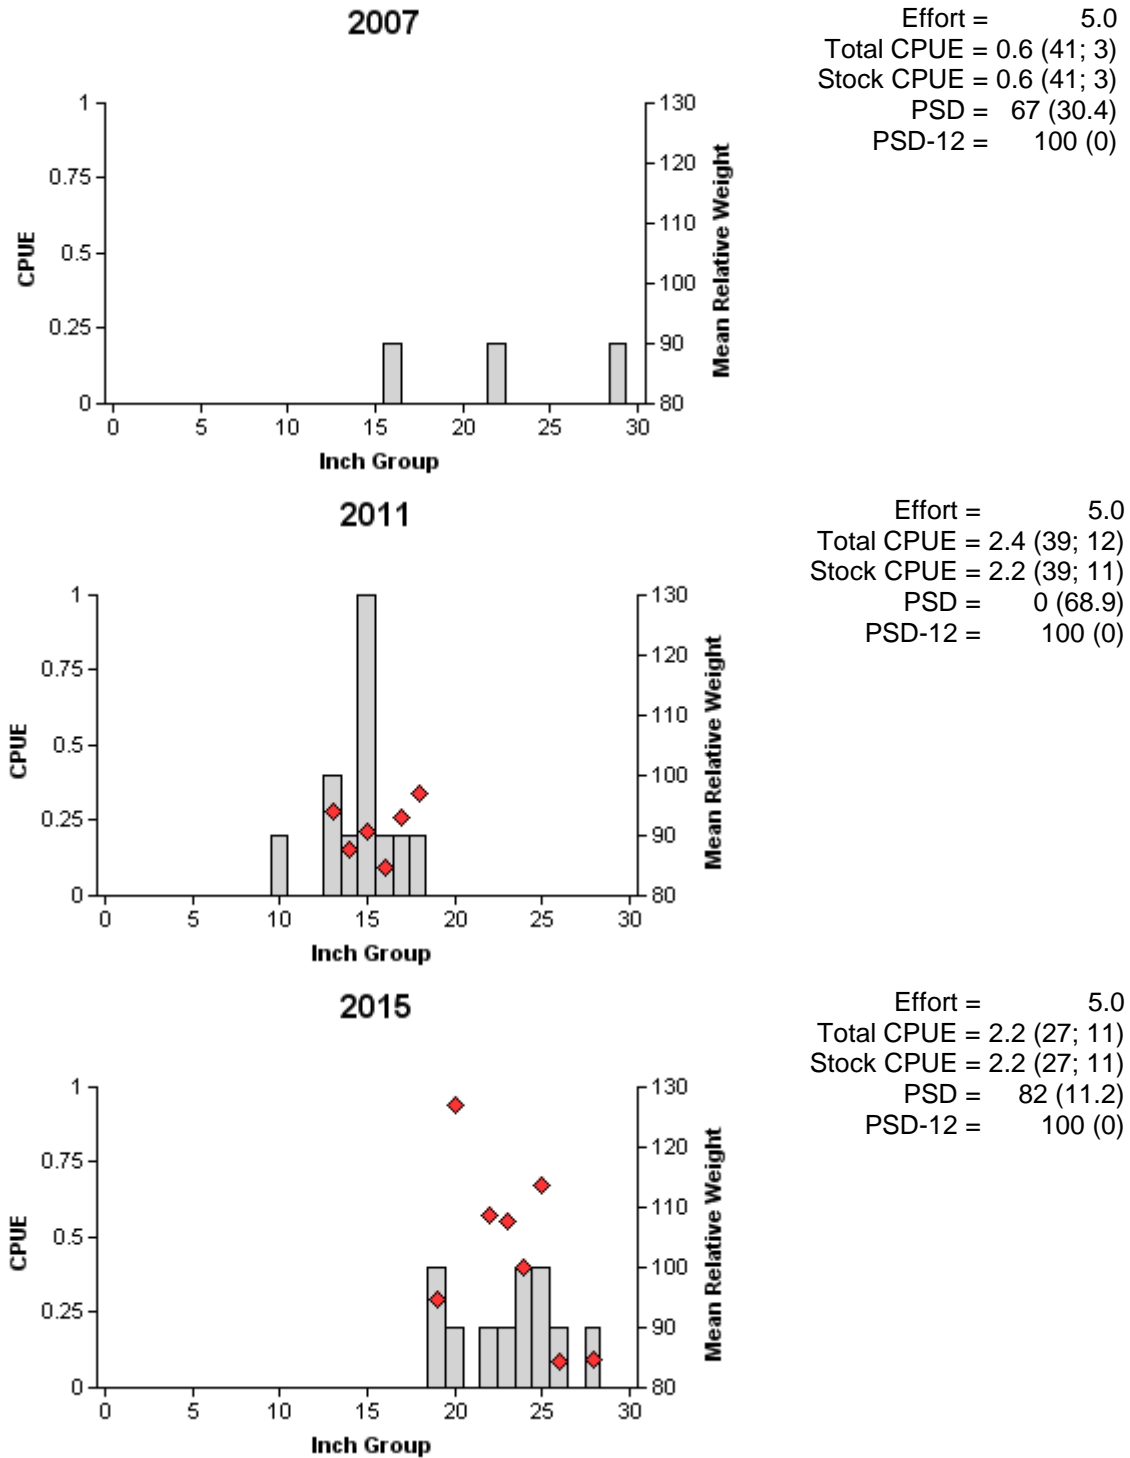 2007
Effort = 5.0
Total CPUE = 0.6 (41; 3)
Stock CPUE = 0.6 (41; 3)
PSD = 67 (30.4)
PSD-12 = 100 (0)
1
0.75
0.5
0.25
0
CPUE
130
120
110
100
90
80
Mean Relative Weight
0 5 10 15 20 25 30
Inch Group
2011
Effort = 5.0
Total CPUE = 2.4 (39; 12)
Stock CPUE = 2.2 (39; 11)
PSD = 0 (68.9)
PSD-12 = 100 (0)
1
0.75
0.5
0.25
0
CPUE
130
120
110
100
90
80
Mean Relative Weight
0 5 10 15 20 25 30
Inch Group
2015
Effort = 5.0
Total CPUE = 2.2 (27; 11)
Stock CPUE = 2.2 (27; 11)
PSD = 82 (11.2)
PSD-12 = 100 (0)
1
0.75
0.5
0.25
0
CPUE
130
120
110
100
90
80
Mean Relative Weight
0 5 10 15 20 25 30
Inch Group